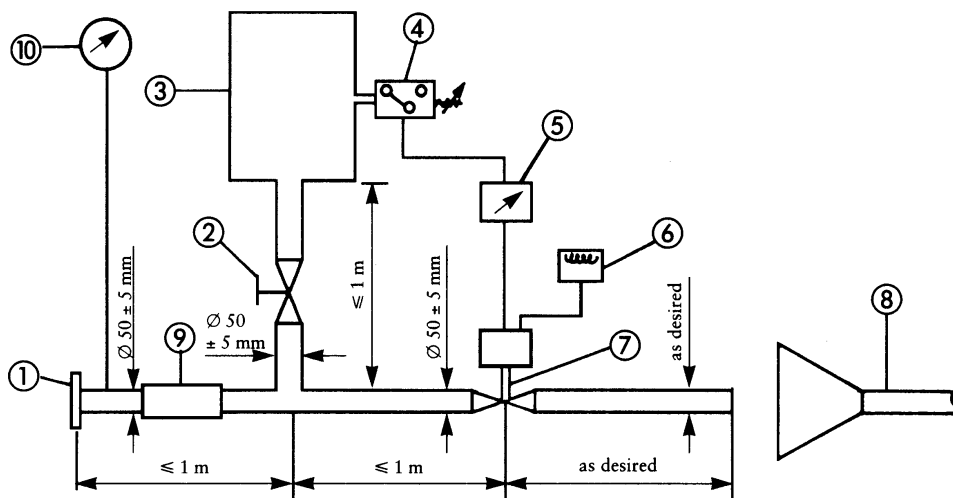 10
4
3
5
2
6
≤ 1 m
Ø 50 ± 5 mm
Ø 50
± 5 mm
Ø 50 ± 5 mm
as desired
8
9
7
1
≤ 1 m
≤ 1 m
as desired